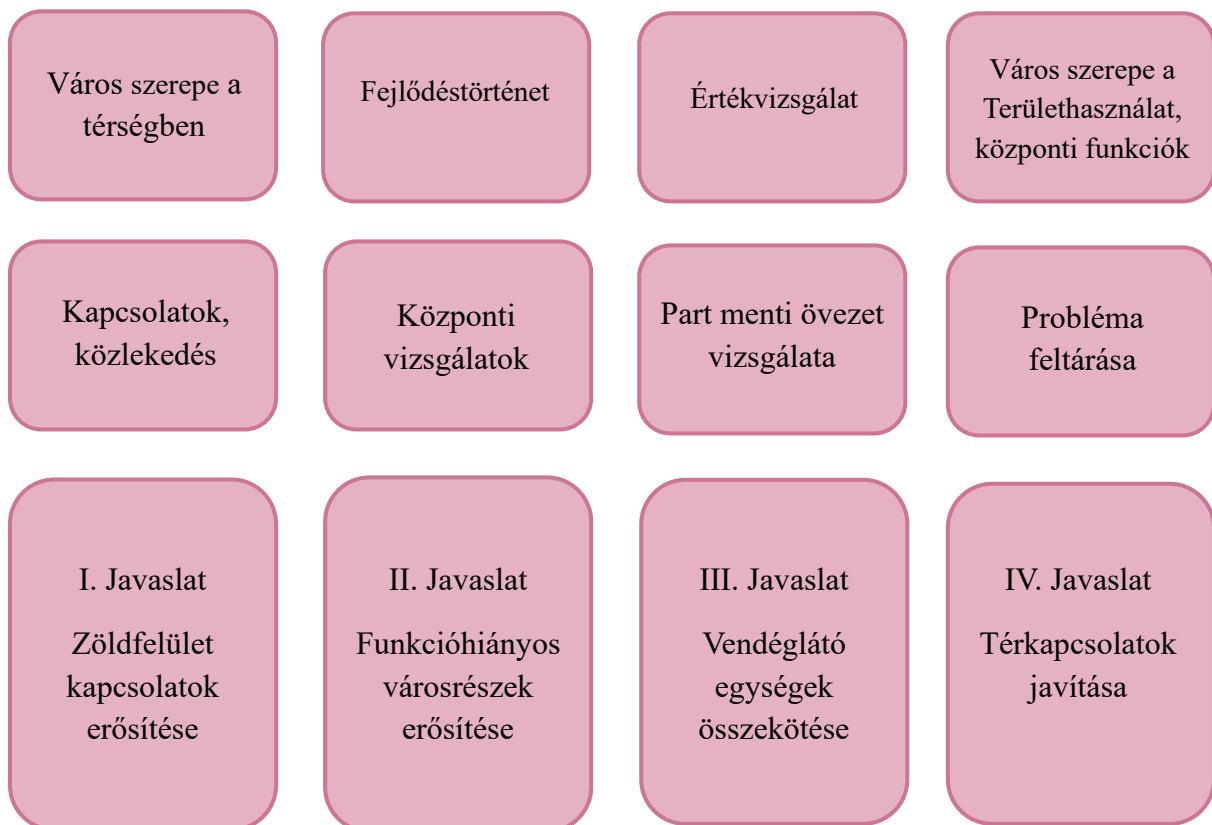 Város szerepe a
térségben
Fejlődéstörténet
Értékvizsgálat
Város szerepe a
Területhasználat,
központi funkciók
Kapcsolatok,
közlekedés
Központi
vizsgálatok
Part menti övezet
vizsgálata
Probléma
feltárása
I. Javaslat
Zöldfelület
kapcsolatok
erősítése
II. Javaslat
Funkcióhiányos
városrészek
erősítése
III. Javaslat
Vendéglátó
egységek
összekötése
IV. Javaslat
Térkapcsolatok
javítása